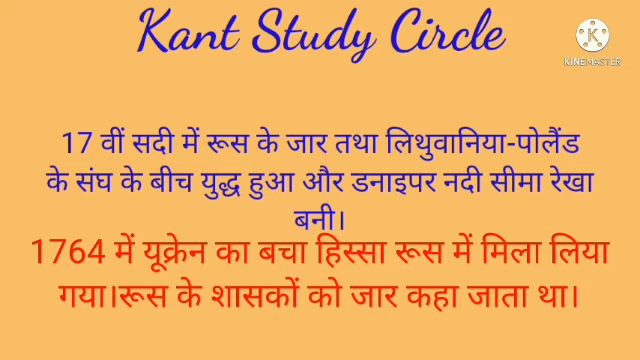 Kant Study Circle
K
KINEMASTER
17 वीं सदी में रूस के जार तथा लिथुवानिया-पोलैंड
के संघ के बीच युद्ध हुआ और डनाइपर नदी सीमा रेखा
बनी।
1764 में यूक्रेन का बचा हिस्सा रूस में मिला लिया
गया।रूस के शासकों को जार कहा जाता था।